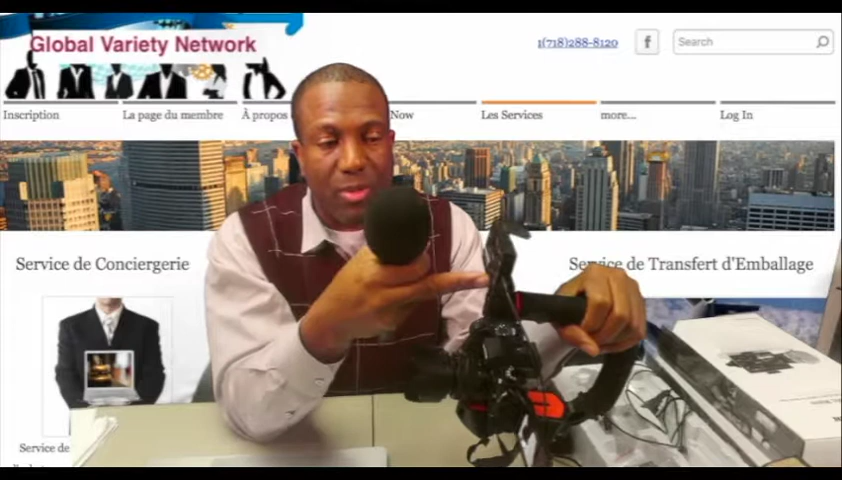 Global Variety Network
1(718)288-8120
f
Search
Inscription
La page du membre
À propos
Now
Les Services
more...
Log In
Service de Conciergerie
Service de Transfert d'Emballage
Service de